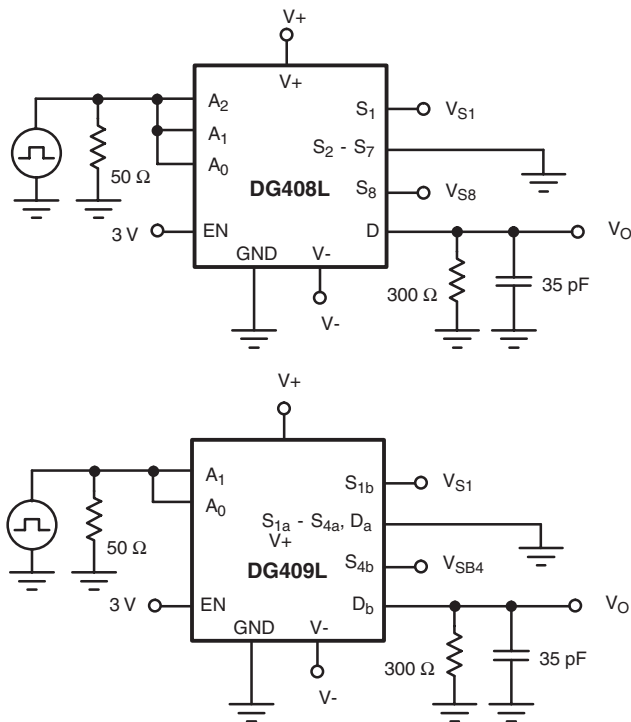 V+
V+
A2
S1
VS1
A1
S2 - S7
A0
50 Ω
DG408L
S8
VS8
3 V
EN
D
VO
GND
V-
300 Ω
35 pF
V-
V+
A1
S1b
VS1
A0
S1a - S4a, Da
V+
50 Ω
S4b
VSB4
DG409L
3 V
EN
Db
VO
GND
V-
300 Ω
35 pF
V-